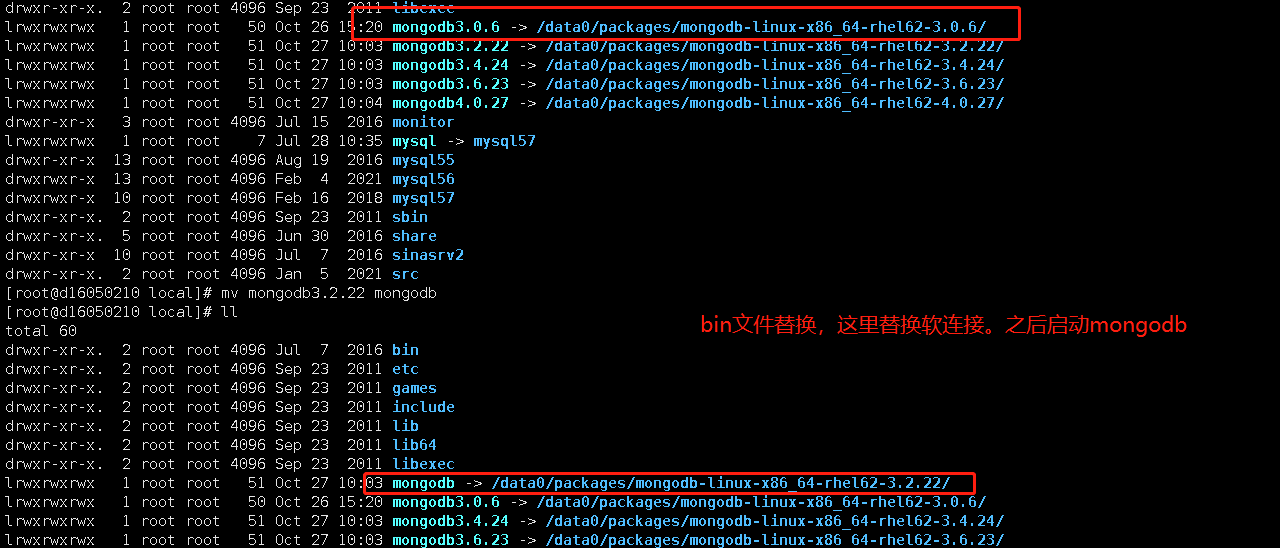 drwxr-xr-x. 2 root root 4096 Sep 23 2011 libexec
lrwxrwxrwx 1 root root 50 Oct 26 15:20 mongodb3.0.6 -> /data0/packages/mongodb-linux-x86_64-rhel62-3.0.6/
lrwxrwxrwx 1 root root 51 Oct 27 10:03 mongodb3.2.22 -> /data0/packages/mongodb-linux-x86_64-rhel62-3.2.22/
lrwxrwxrwx 1 root root 51 Oct 27 10:03 mongodb3.4.24 -> /data0/packages/mongodb-linux-x86_64-rhel62-3.4.24/
lrwxrwxrwx 1 root root 51 Oct 27 10:03 mongodb3.6.23 -> /data0/packages/mongodb-linux-x86_64-rhel62-3.6.23/
lrwxrwxrwx 1 root root 51 Oct 27 10:04 mongodb4.0.27 -> /data0/packages/mongodb-linux-x86_64-rhel62-4.0.27/
drwxr-xr-x 3 root root 4096 Jul 15 2016 monitor
lrwxrwxrwx 1 root root 7 Jul 28 10:35 mysql -> mysql57
drwxr-xr-x 13 root root 4096 Aug 19 2016 mysql55
drwxrwxr-x 13 root root 4096 Feb 4 2021 mysql56
drwxrwxr-x 10 root root 4096 Feb 16 2018 mysql57
drwxr-xr-x. 2 root root 4096 Sep 23 2011 sbin
drwxr-xr-x. 5 root root 4096 Jun 30 2016 share
drwxr-xr-x 10 root root 4096 Jul 7 2016 sinasrv2
drwxr-xr-x. 2 root root 4096 Jan 5 2021 src
[root@d16050210 local]# mv mongodb3.2.22 mongodb
[root@d16050210 local]# ll
total 60
bin文件替换，这里替换软连接。之后启动mongodb
drwxr-xr-x. 2 root root 4096 Jul 7 2016 bin
drwxr-xr-x. 2 root root 4096 Sep 23 2011 etc
drwxr-xr-x. 2 root root 4096 Sep 23 2011 games
drwxr-xr-x. 2 root root 4096 Sep 23 2011 include
drwxr-xr-x. 2 root root 4096 Sep 23 2011 lib
drwxr-xr-x. 2 root root 4096 Sep 23 2011 lib64
drwxr-xr-x. 2 root root 4096 Sep 23 2011 libexec
lrwxrwxrwx 1 root root 51 Oct 27 10:03 mongodb -> /data0/packages/mongodb-linux-x86_64-rhel62-3.2.22/
lrwxrwxrwx 1 root root 50 Oct 26 15:20 mongodb3.0.6 -> /data0/packages/mongodb-linux-x86_64-rhel62-3.0.6/
lrwxrwxrwx 1 root root 51 Oct 27 10:03 mongodb3.4.24 -> /data0/packages/mongodb-linux-x86_64-rhel62-3.4.24/
lrwxrwxrwx 1 root root 51 Oct 27 10:03 mongodb3.6.23 -> /data0/packages/mongodb-linux-x86_64-rhel62-3.6.23/